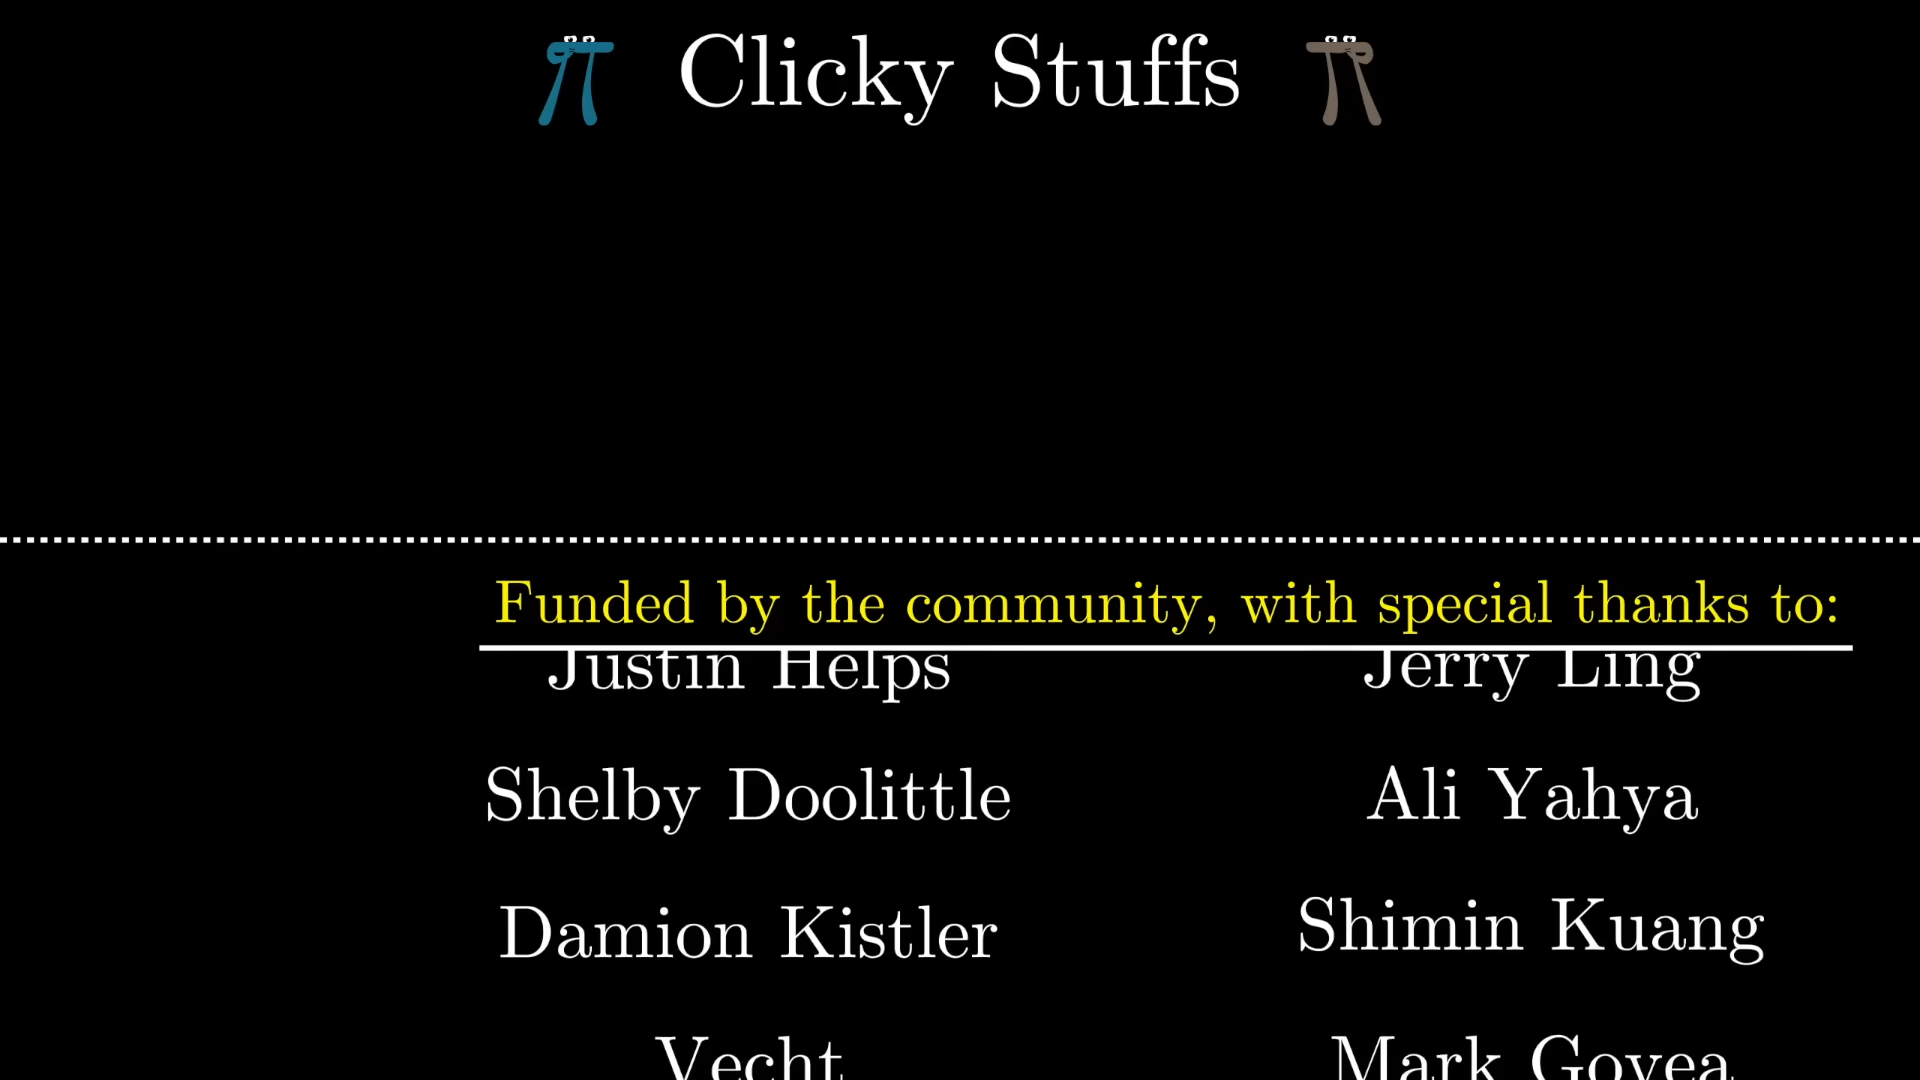 Clicky Stuffs
Funded by the community, with special thanks to:
Justin Helps Jerry Ling
Shelby Doolittle Ali Yahya
Damion Kistler Shimin Kuang
Vecht Mark Govea